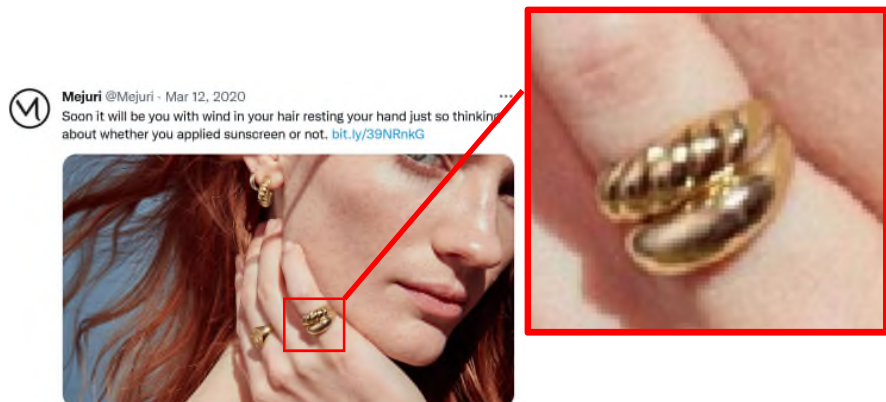 Mejuri @Mejuri · Mar 12, 2020
Soon it will be you with wind in your hair resting your hand just so thinking
about whether you applied sunscreen or not. bit.ly/39NRnkG